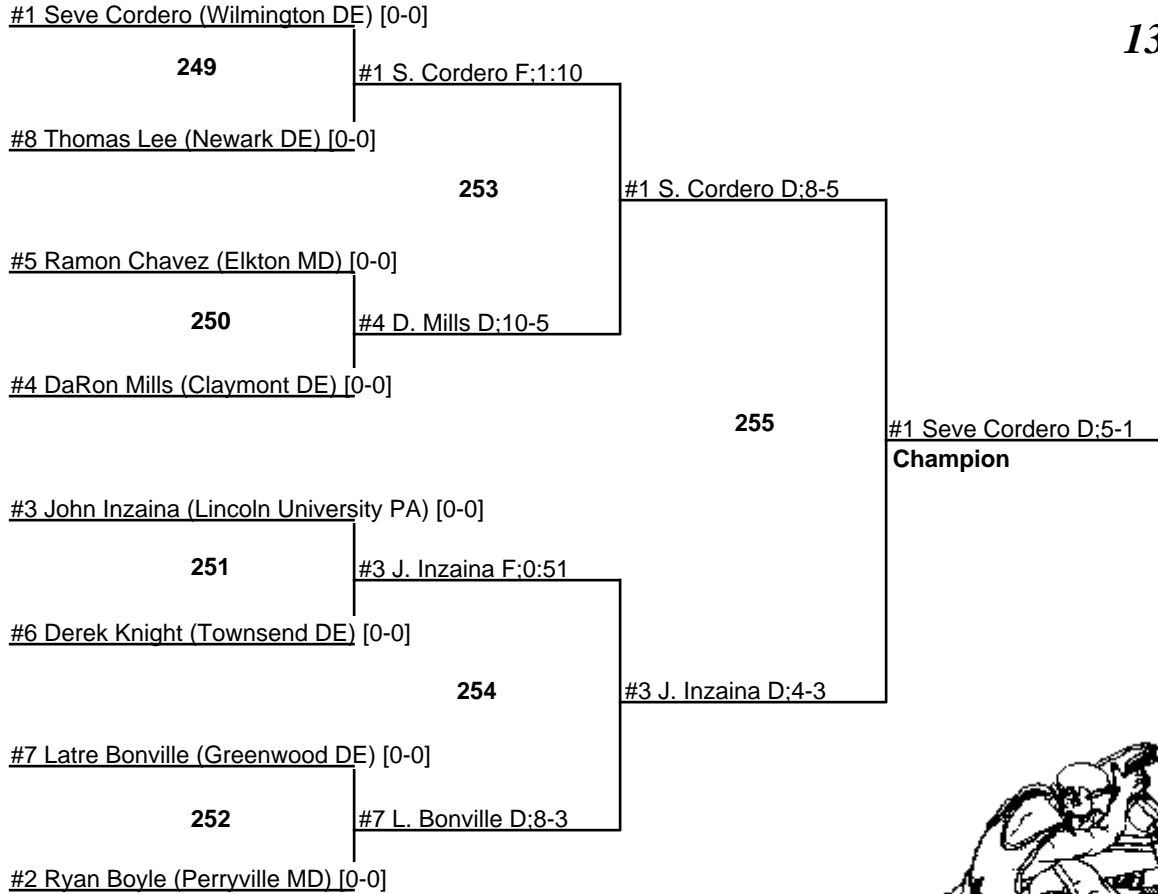 #1 Seve Cordero (Wilmington DE) [0-0]
13
249
#1 S. Cordero F;1:10
#8 Thomas Lee (Newark DE) [0-0]
253
#1 S. Cordero D;8-5
#5 Ramon Chavez (Elkton MD) [0-0]
250
#4 D. Mills D;10-5
#4 DaRon Mills (Claymont DE) [0-0]
255
#1 Seve Cordero D;5-1
Champion
#3 John Inzaina (Lincoln University PA) [0-0]
251
#3 J. Inzaina F;0:51
#6 Derek Knight (Townsend DE) [0-0]
254
#3 J. Inzaina D;4-3
#7 Latre Bonville (Greenwood DE) [0-0]
252
#7 L. Bonville D;8-3
#2 Ryan Boyle (Perryville MD) [0-0]